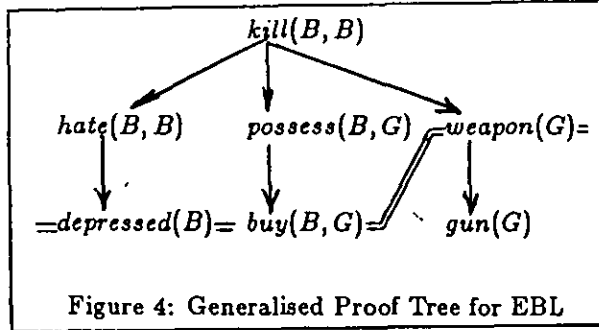 kill(B, B)
hate(B, B) possess(B, G) =weapon(G)=
=depressed(B)= buy(B, G)= gun(G)
Figure 4: Generalised Proof Tree for EBL